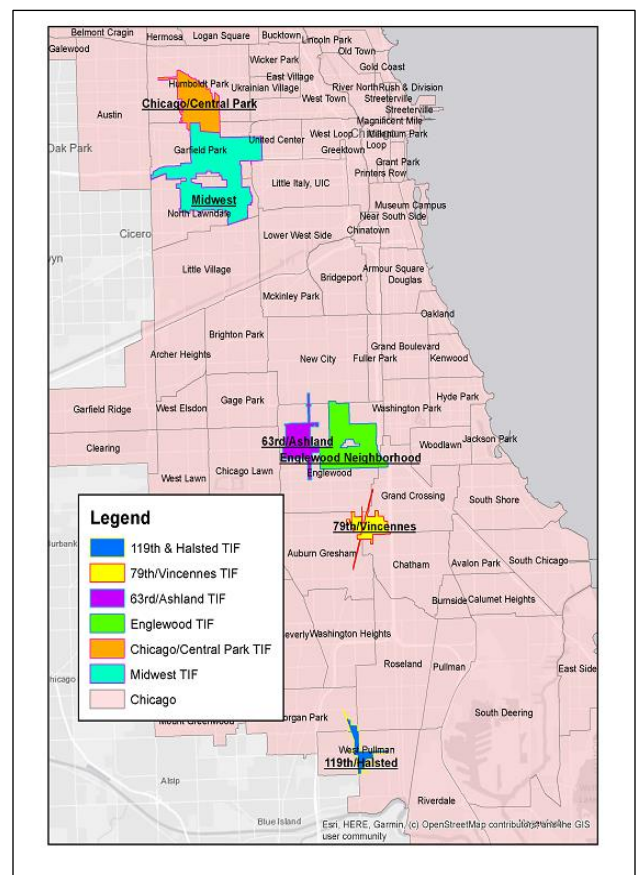 Belmont Cragin
Hermosa
Logan Square
Bucktown
Lincoln Park
Galewood
Old Town
Wicker Park
Gold Coast
East Village
Humboldt Park
Ukrainian Village
River North
Rush & Division
Streeterville
Chicago/Central Park
West Town
Streeterville
Austin
Magnificent Mile
United Center
West Loop
Millenium Park
Loop
Oak Park
Garfield Park
Greektown
Grant Park
Printers Row
Little Italy, UIC
Midwest
Museum Campus
North Lawndale
Near South Side
Cicero
Lower West Side
Chinatown
Little Village
Armour Square
Bridgeport
Douglas
McKinley Park
Oakland
Brighton Park
Grand Boulevard
Archer Heights
New City
Fuller Park
Kenwood
Gage Park
Hyde Park
Garfield Ridge
West Elsdon
Washington Park
63rd/Ashland
Woodlawn
Jackson Park
Clearing
Englewood Neighborhood
Chicago Lawn
Englewood
West Lawn
Grand Crossing
South Shore
79th/Vincennes
Auburn Gresham
Chatham
Avalon Park
South Chicago
Burnside
Calumet Heights
Legend
119th & Halsted TIF
79th/Vincennes TIF
63rd/Ashland TIF
Englewood TIF
Chicago/Central Park TIF
Midwest TIF
Chicago
Washington Heights
Roseland
Pullman
East Side
South Deering
West Pullman
119th/Halsted
Alsip
Riverdale
Blue Island
Esri, HERE, Garmin, (c) OpenStreetMap contributors, and the GIS
user community